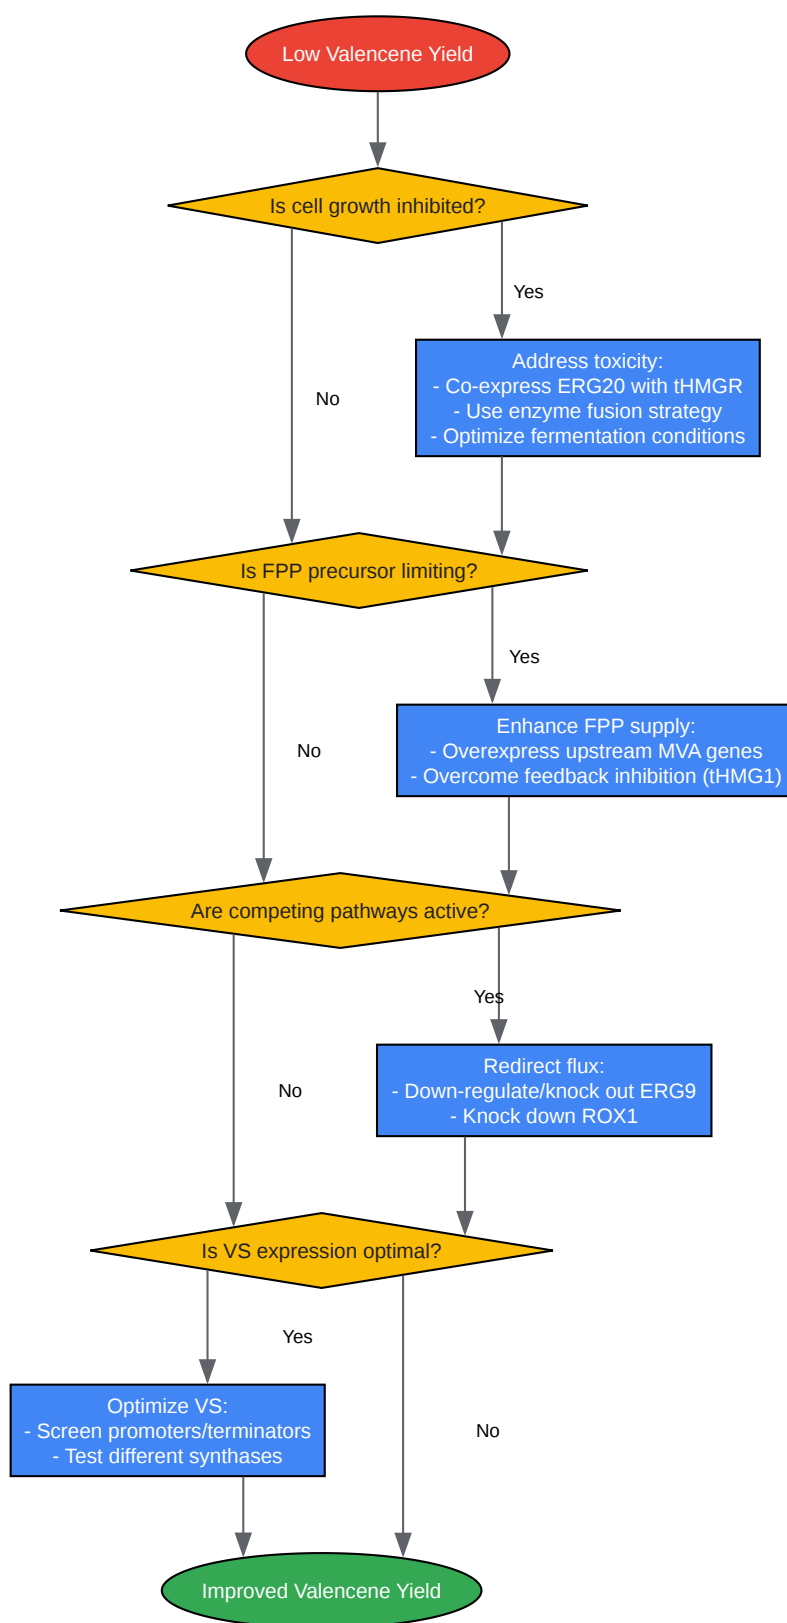 Low Valencene Yield
Is cell growth inhibited?
Yes
Address toxicity:
- Co-express ERG20 with tHMGR
- Use enzyme fusion strategy
- Optimize fermentation conditions
No
Is FPP precursor limiting?
Yes
Enhance FPP supply:
- Overexpress upstream MVA genes
- Overcome feedback inhibition (tHMG1)
No
Are competing pathways active?
Yes
Redirect flux:
- Down-regulate/knock out ERG9
- Knock down ROX1
No
Is VS expression optimal?
Yes
Optimize VS:
- Screen promoters/terminators
- Test different synthases
No
Improved Valencene Yield